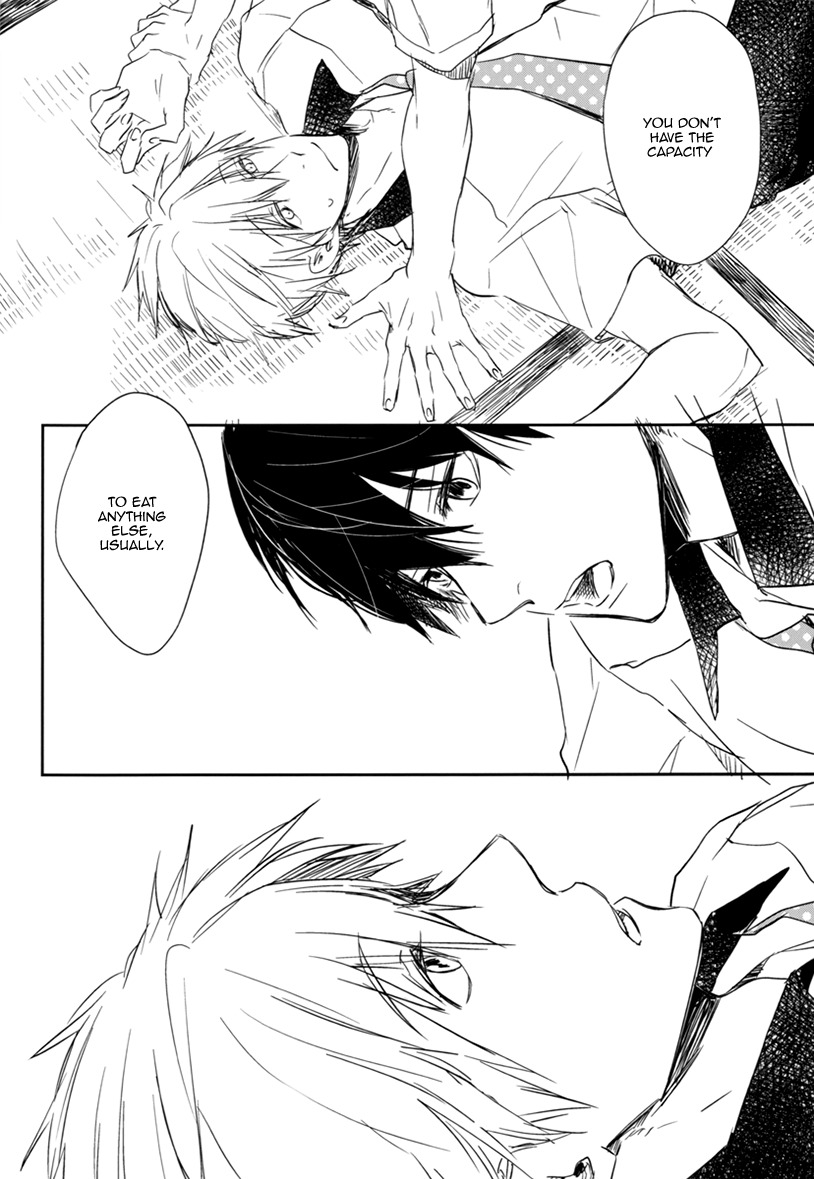 YOU DON'T
HAVE THE
CAPACITY
TO EAT
ANYTHING
ELSE,
USUALLY.